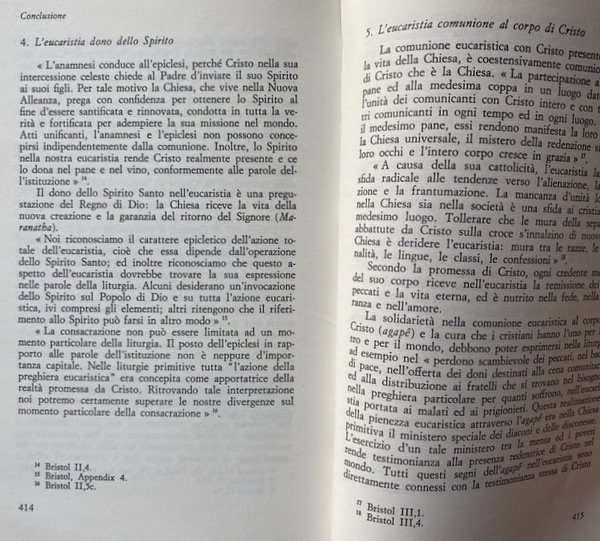 Conclusione
4. L'eucaristia dono dello Spirito
« L'anamnesi conduce all'epiclesi, perché Cristo nella sua
intercessione celeste chiede al Padre d'inviare il suo Spirito
ai suoi figli. Per tale motivo la Chiesa, che vive nella Nuova
Alleanza, prega con confidenza per ottenere lo Spirito al
fine d'essere santificata e rinnovata, condotta in tutta la ve-
rità e fortificata per adempiere la sua missione nel mondo.
Atti unificanti, l'anamnesi e l'epiclesi non possono conce-
pirsi indipendentemente dalla comunione. Inoltre, lo Spirito
nella nostra eucaristia rende Cristo realmente presente e ce
lo dona nel pane e nel vino, conformemente alle parole del-
l'istituzione » 14.
Il dono dello Spirito Santo nell'eucaristia è una pregu-
stazione del Regno di Dio: la Chiesa riceve la vita della
nuova creazione e la garanzia del ritorno del Signore (Ma-
ranatha).
« Noi riconosciamo il carattere epicletico dell'azione to-
tale dell'eucaristia, cioè che essa dipende dall'operazione
dello Spirito Santo; ed inoltre riconosciamo che questo a-
spetto dell'eucaristia dovrebbe trovare la sua espressione
nelle parole della liturgia. Alcuni desiderano un'invocazione
dello Spirito sul Popolo di Dio e su tutta l'azione eucari-
stica, ivi compresi gli elementi; altri ritengono che il riferi-
mento allo Spirito può farsi in altro modo » 15.
« La consacrazione non può essere limitata ad un mo-
mento particolare della liturgia. Il posto dell'epiclesi in rap-
porto alle parole dell'istituzione non è neppure d'impor-
tanza capitale. Nelle liturgie primitive tutta "l'azione della
preghiera eucaristica" era concepita come apportatrice della
realtà promessa da Cristo. Ritrovando tale interpretazione
noi potremo certamente superare le nostre divergenze sul
momento particolare della consacrazione » 16.
14 Bristol II,4.
15 Bristol, Appendix 4.
16 Bristol II,5c.
414
5. L'eucaristia comunione al corpo di Cristo
La comunione eucaristica con Cristo present
la vita della Chiesa, è coestensivamente comunio
di Cristo che è la Chiesa. « La partecipazione a
pane ed alla medesima coppa in un luogo dat
l'unità dei comunicanti con Cristo intero e con t
tri comunicanti in ogni tempo ed in ogni luogo.
il medesimo pane, essi rendono manifesta la loro
la Chiesa universale, il mistero della redenzione si
loro occhi e l'intero corpo cresce in grazia » 17.
« A causa della sua cattolicità, l'eucaristia
sfida radicale alle tendenze verso l'alienazione, la
zione e la frantumazione. La mancanza d'unità lo
nella Chiesa sia nella società è una sfida ai cristia
medesimo luogo. Tollerare che le mura della sepa
abbattute da Cristo sulla croce s'innalzino di nuov
Chiesa è deridere l'eucaristia: mura tra le razze, le
nalità, le lingue, le classi, le confessioni » 18.
Secondo la promessa di Cristo, ogni credente m
del suo corpo riceve nell'eucaristia la remissione dei
peccati e la vita eterna, ed è nutrito nella fede, nella
ranza e nell'amore.
La solidarietà nella comunione eucaristica al corpo
Cristo (agapé) e la cura che i cristiani hanno l'uno per
tro e per il mondo, debbono poter esprimersi nella liturgi
ad esempio nel « perdono scambievole dei peccati, nel bac
di pace, nell'offerta dei doni destinati alla cena comunitar
ed alla distribuzione ai fratelli che si trovano nel bisogno
nella preghiera particolare per quanti soffrono, nell'eucar
stia portata ai malati ed ai prigionieri. Questa realizzazione
della pienezza eucaristica attraverso l'agapé era nella Chiesa
primitiva il ministero speciale dei diaconi e delle diaconesse.
L'esercizio d'un tale ministero tra la mensa ed i poveri
rende testimonianza alla presenza redentrice di Cristo nel
mondo. Tutti questi segni dell'agapé nell'eucaristia sono
direttamente connessi con la testimonianza stessa di Cristo
17 Bristol III,1.
18 Bristol III,4.
415